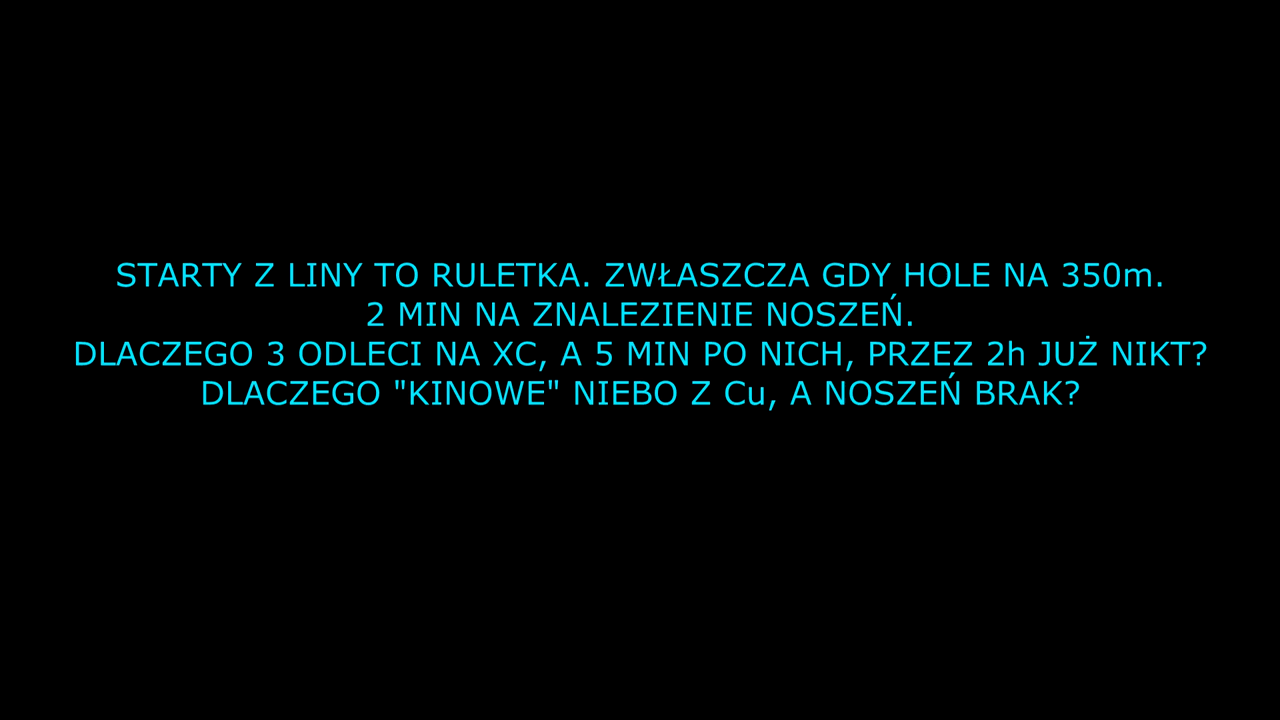 STARTY Z LINY TO RULETKA. ZWŁASZCZA GDY HOLE NA 350m.
2 MIN NA ZNALEZIENIE NOSZEŃ.
DLACZEGO 3 ODLECI NA XC, A 5 MIN PO NICH, PRZEZ 2h JUŻ NIKT?
DLACZEGO "KINOWE" NIEBO Z Cu, A NOSZEŃ BRAK?